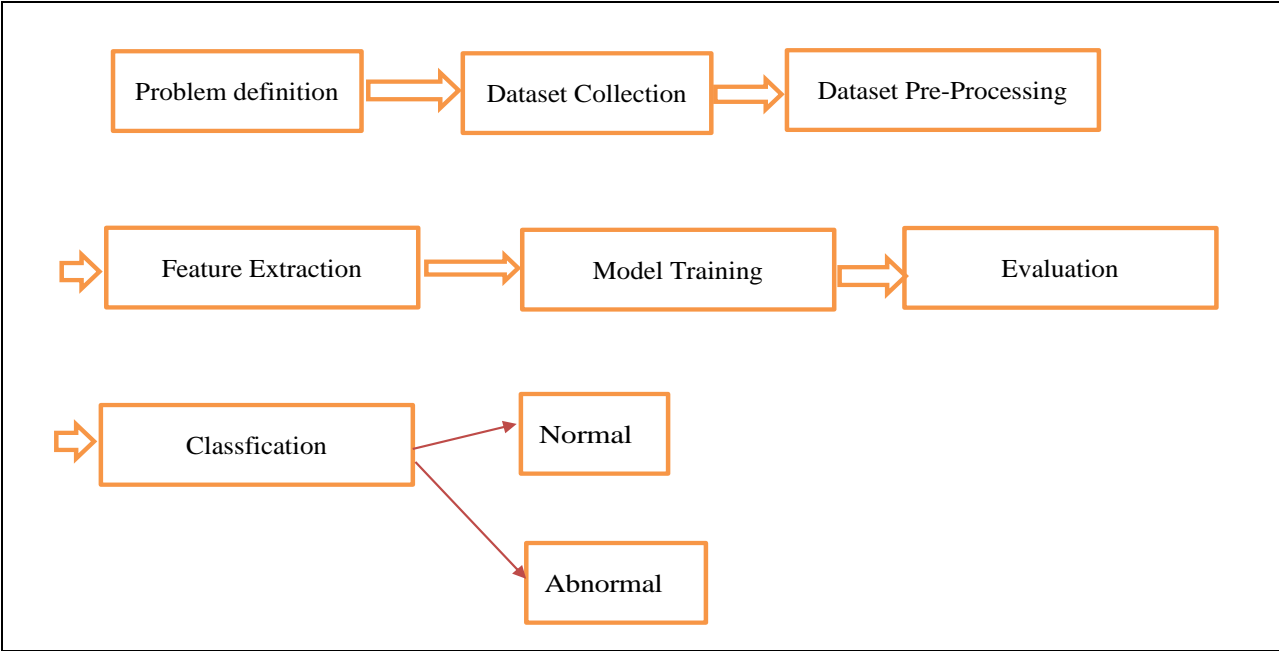 Problem definition
Dataset Collection
Dataset Pre-Processing
Feature Extraction
Model Training
Evaluation
Classfication
Normal
Abnormal